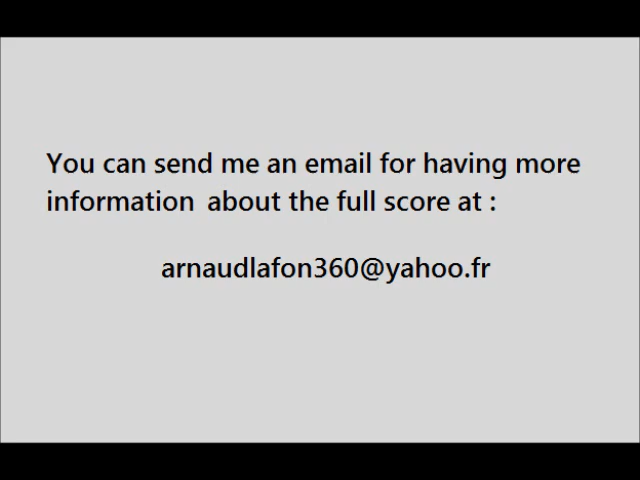 You can send me an email for having more
information about the full score at :
arnaudlafon360@yahoo.fr